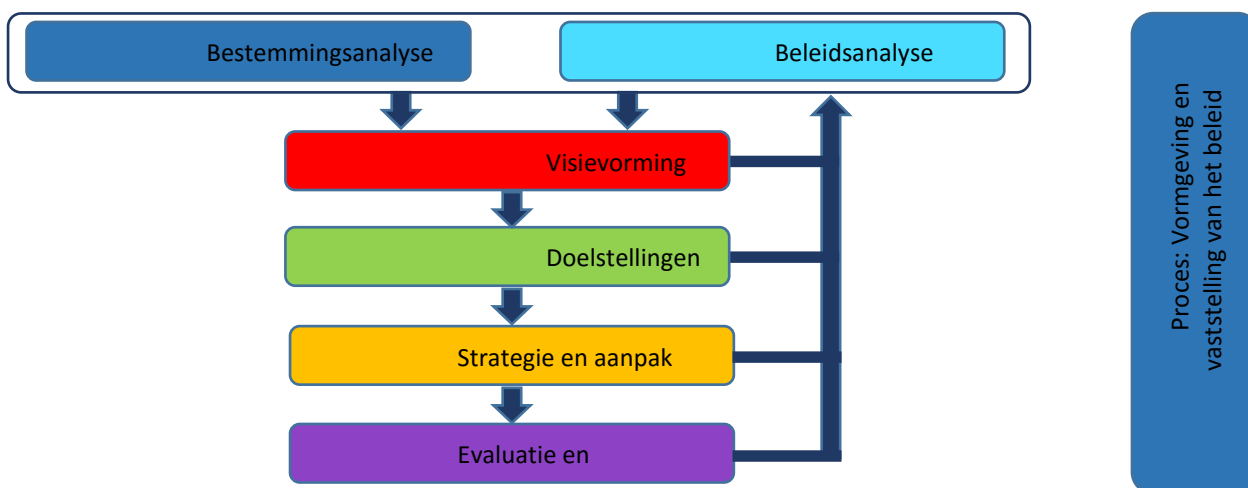 Bestemmingsanalyse
Beleidsanalyse
Visievorming
Doelstellingen
Strategie en aanpak
Evaluatie en
Proces: Vormgeving en
vaststelling van het beleid